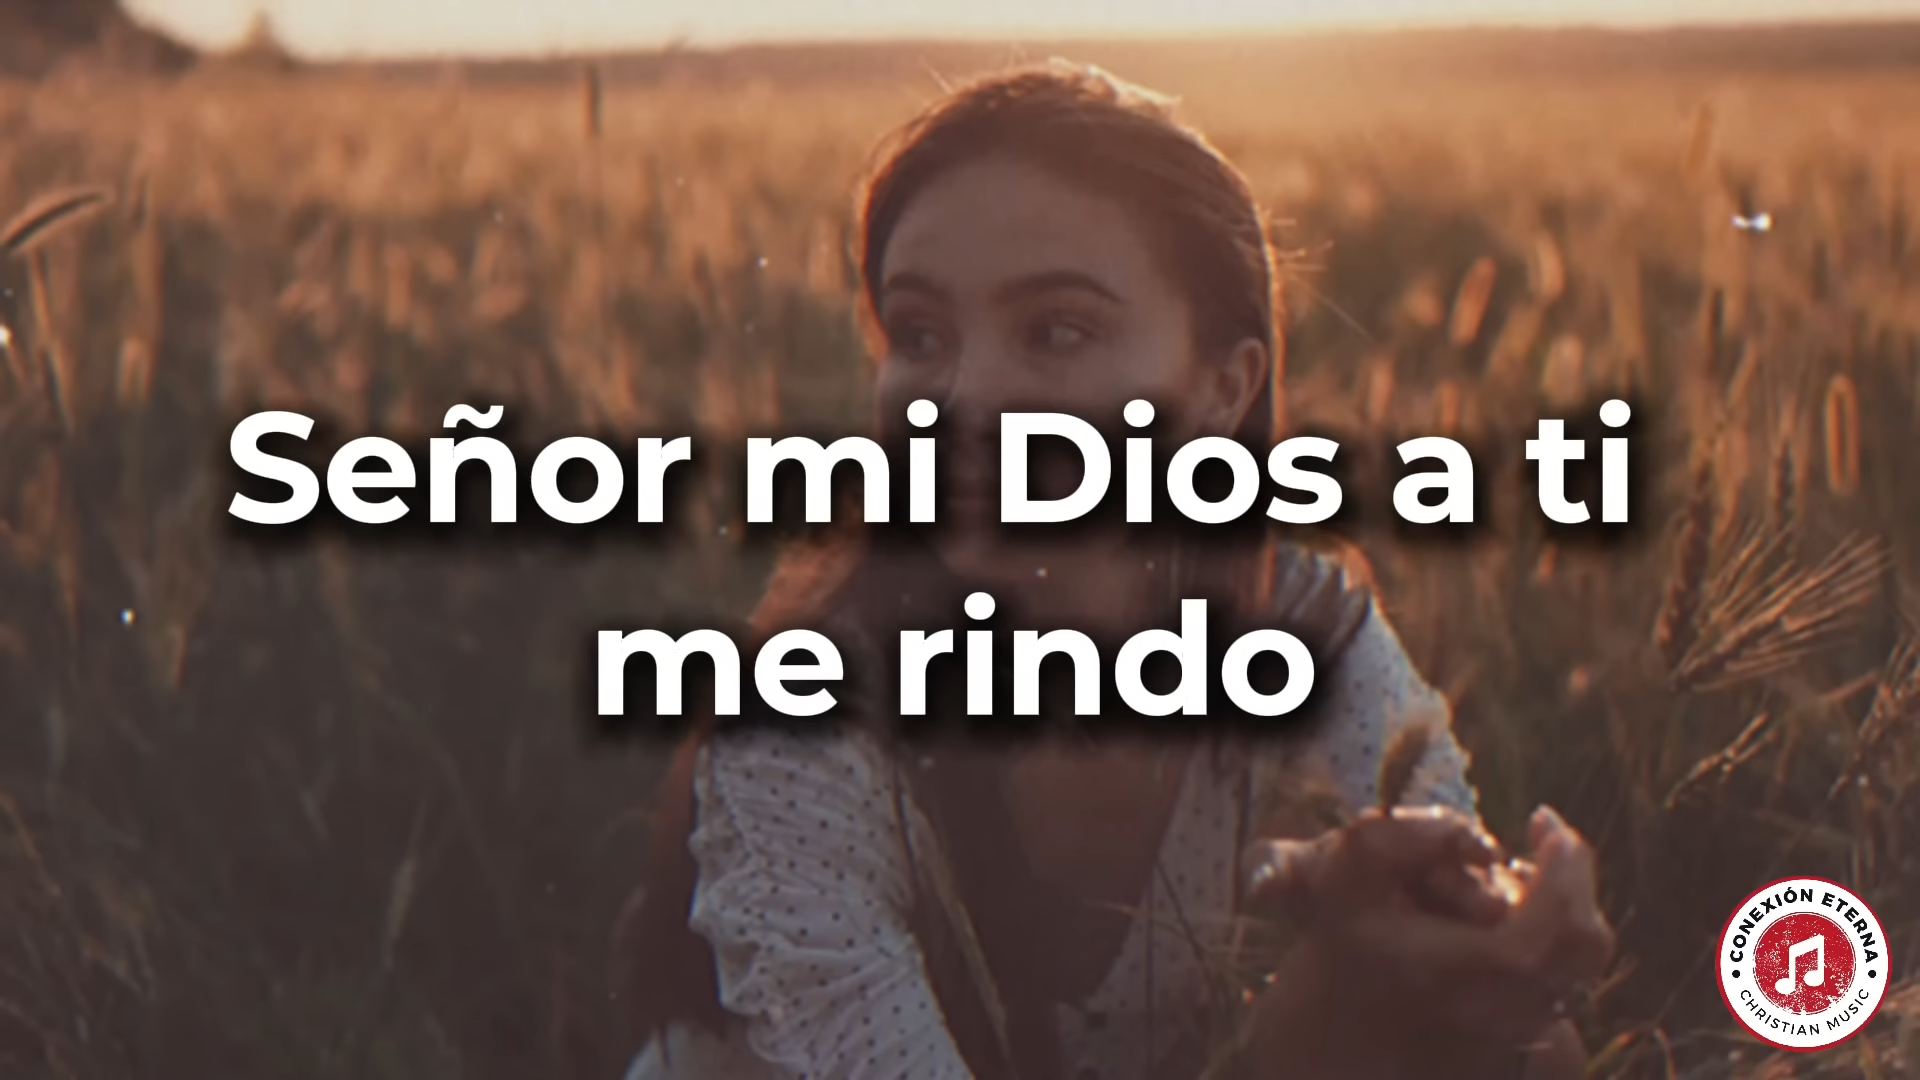 Señor mi Dios a ti
me rindo
CONEXIÓN ETERNA
CHRISTIAN MUSIC